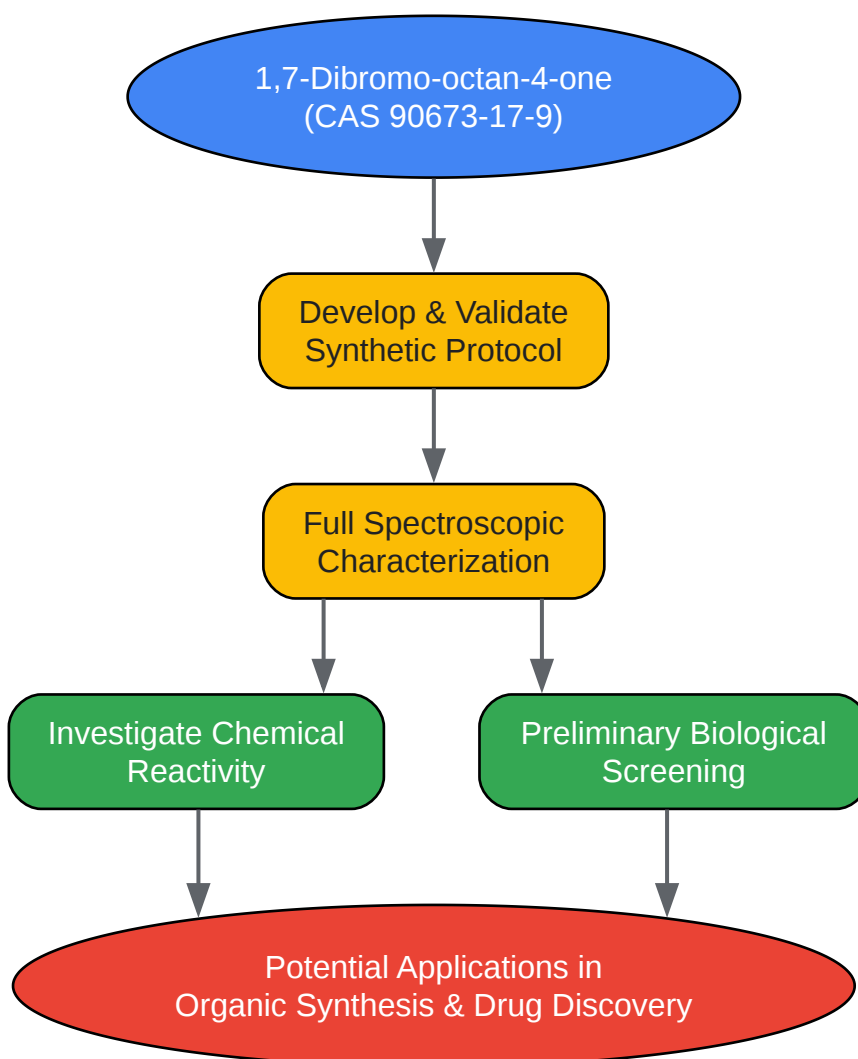 1,7-Dibromo-octan-4-one
(CAS 90673-17-9)
Develop & Validate
Synthetic Protocol
Full Spectroscopic
Characterization
Investigate Chemical
Reactivity
Preliminary Biological
Screening
Potential Applications in
Organic Synthesis & Drug Discovery